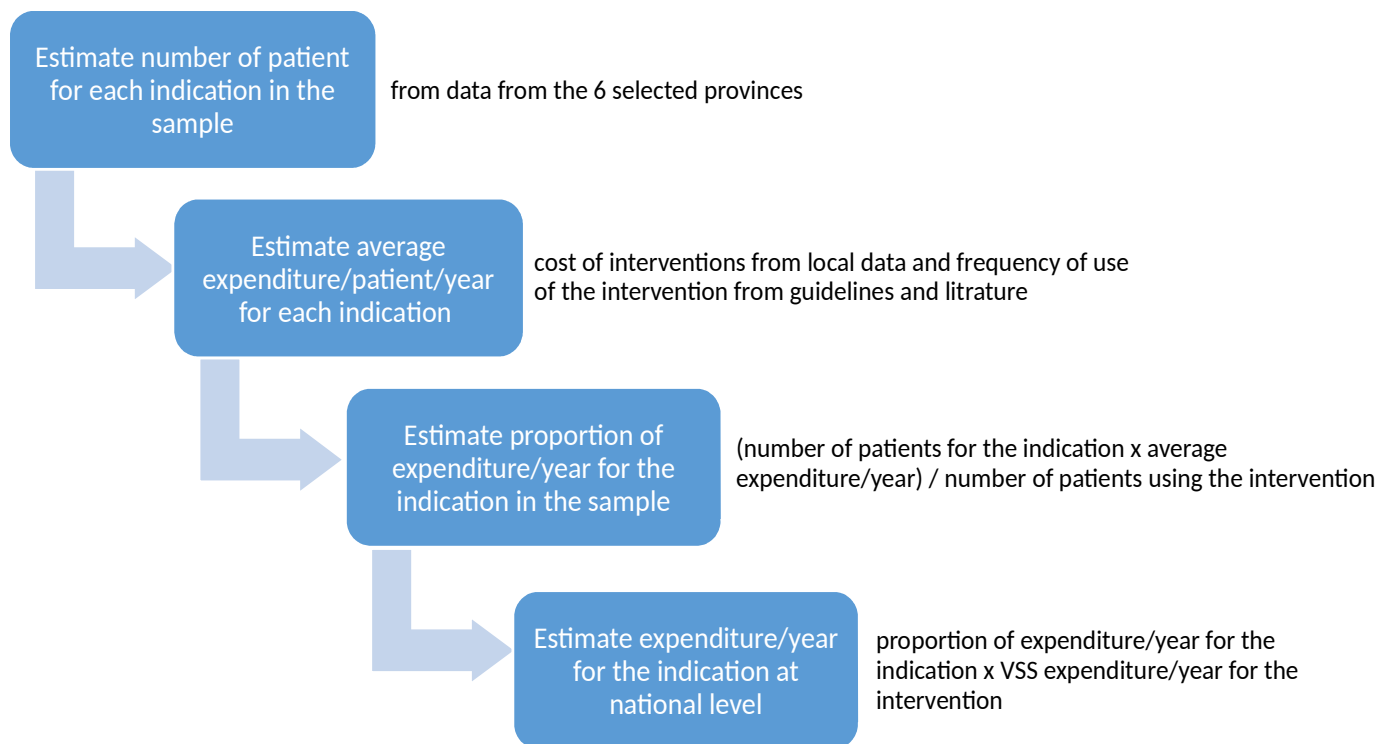 Estimate number of patient
for each indication in the
sample
from data from the 6 selected provinces
Estimate average
expenditure/patient/year
for each indication
cost of interventions from local data and frequency of use
of the intervention from guidelines and litrature
Estimate proportion of
expenditure/year for the
indication in the sample
(number of patients for the indication x average
expenditure/year) / number of patients using the intervention
Estimate expenditure/year
for the indication at
national level
proportion of expenditure/year for the
indication x VSS expenditure/year for the
intervention